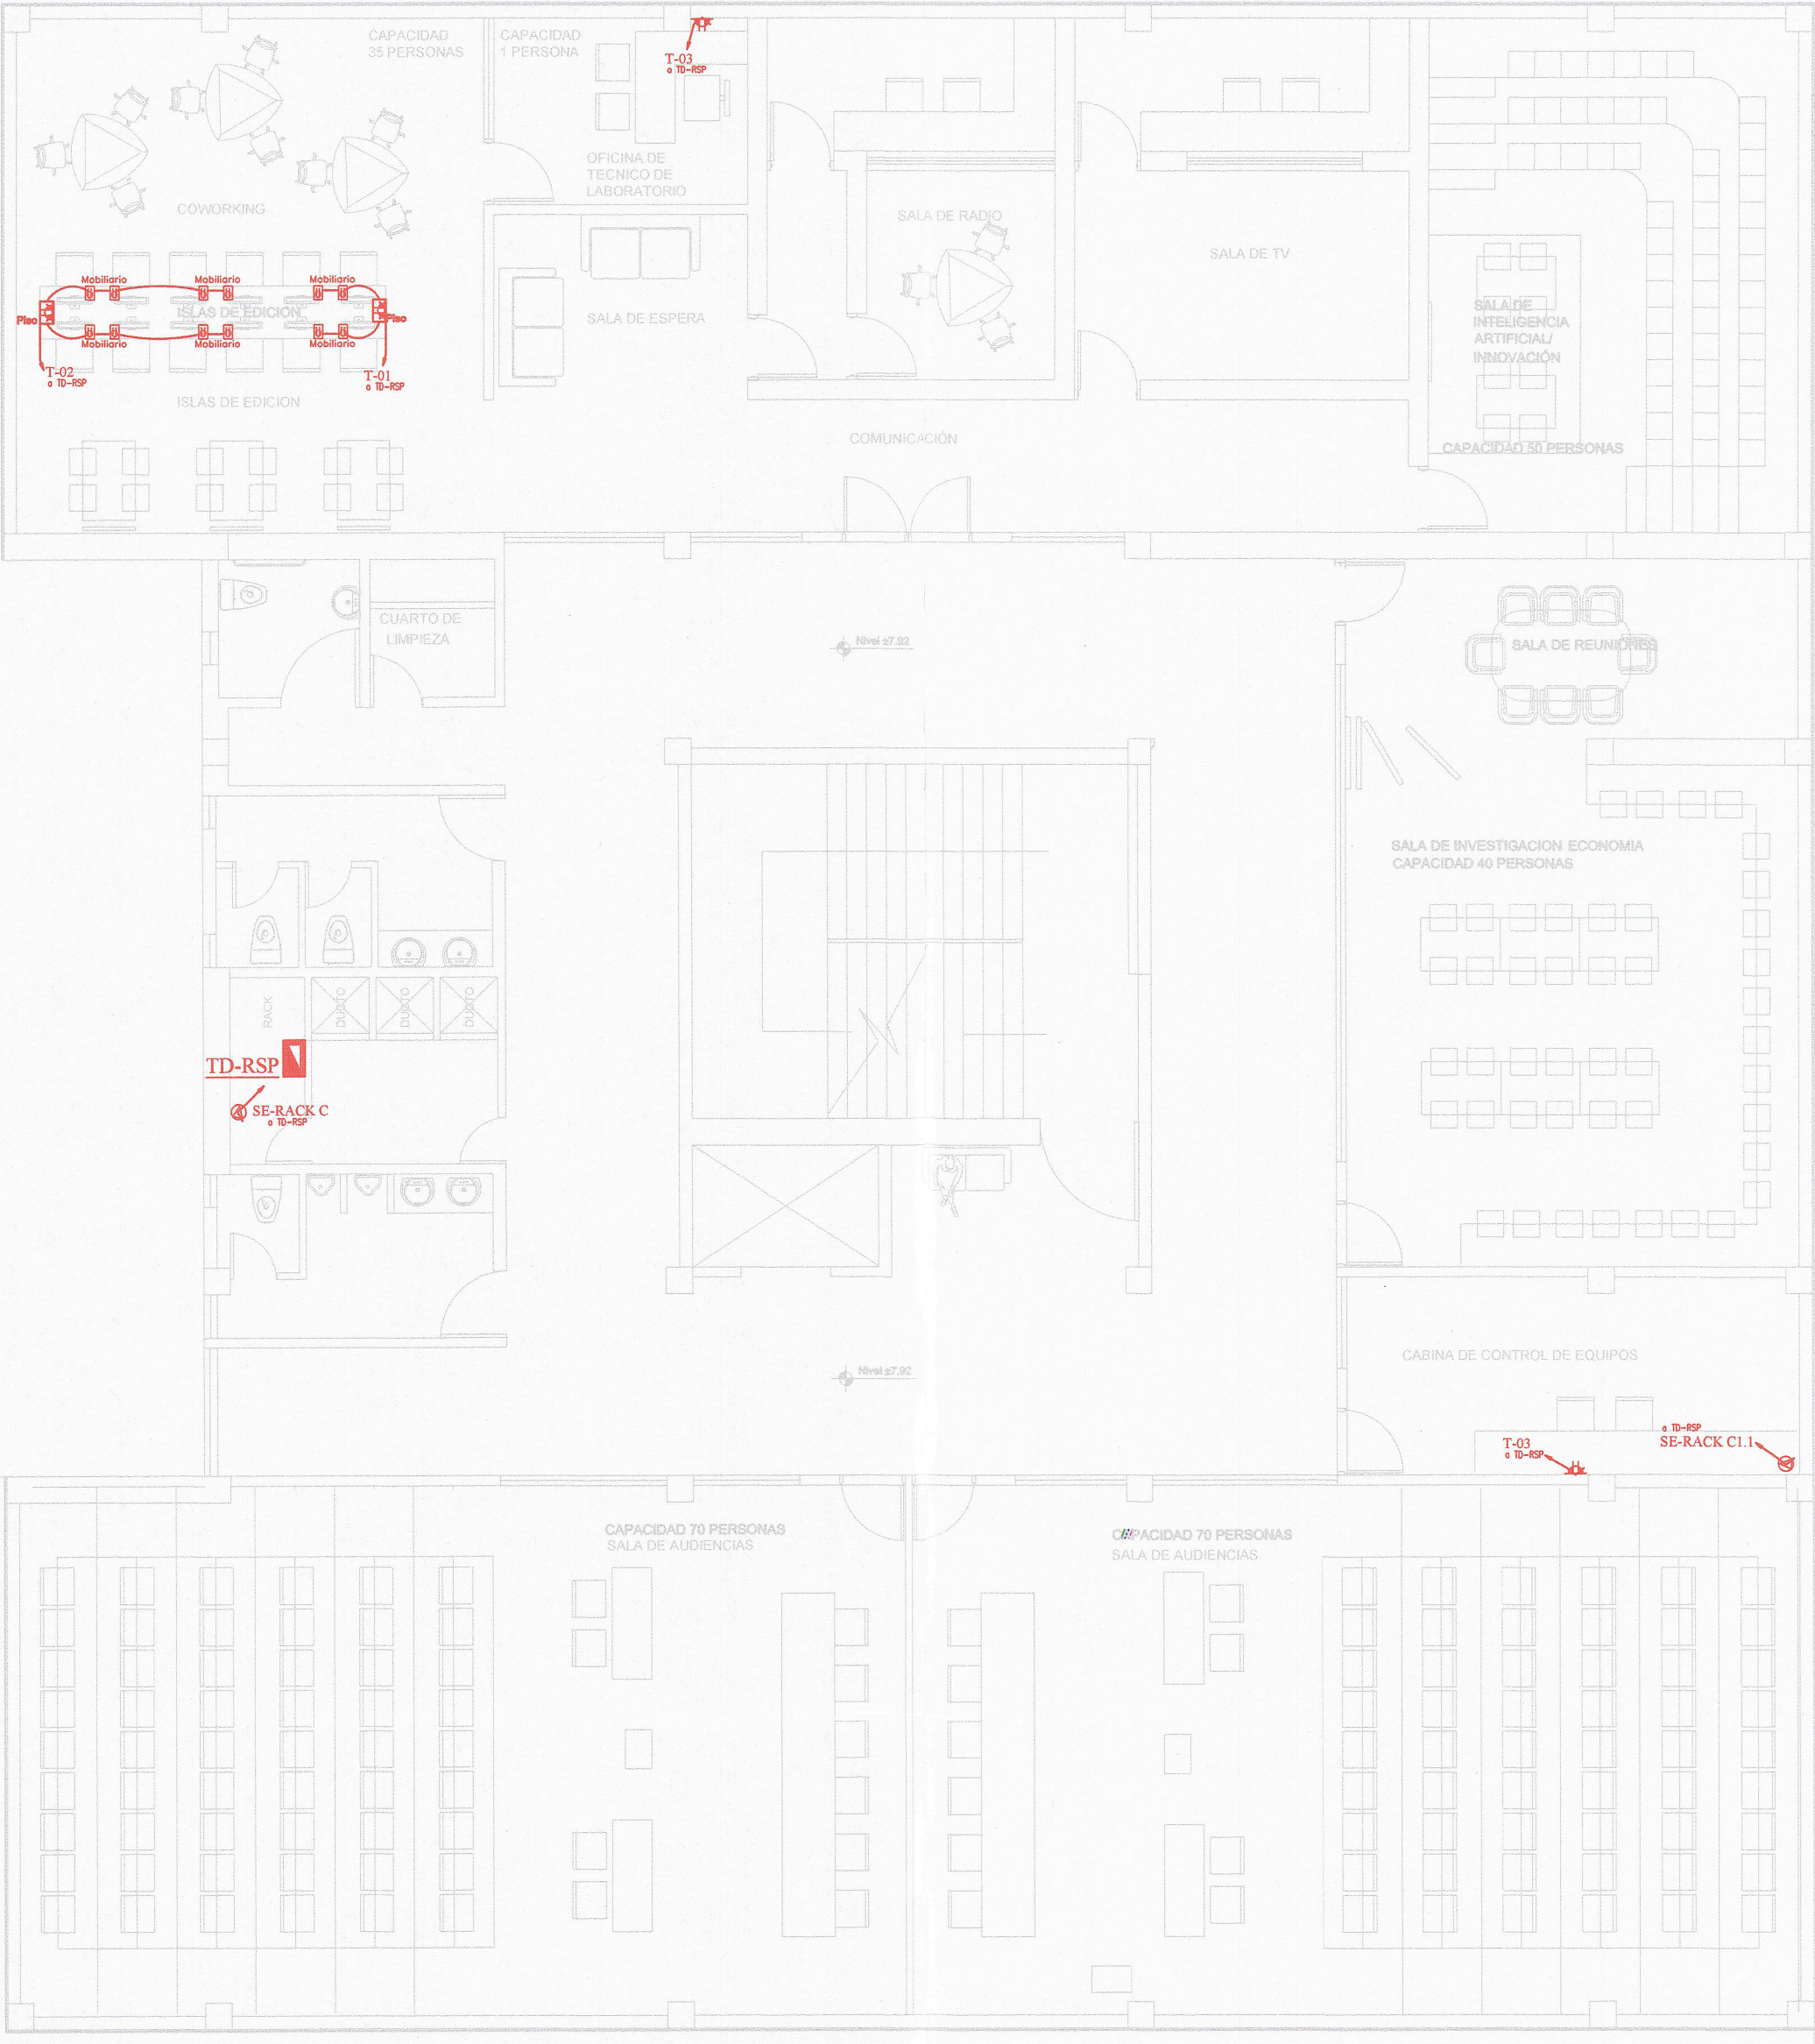 CAPACIDAD
35 PERSONAS
CAPACIDAD
1 PERSONA
T-03
a TD-RSP
OFICINA DE
TECNICO DE
LABORATORIO
COWORKING
SALA DE RADIO
SALA DE TV
Mobiliario
Mobiliario
Mobiliario
ISLAS DE EDICION
Piso
Piso
Mobiliario
Mobiliario
Mobiliario
SALA DE ESPERA
SALA DE
INTELIGENCIA
ARTIFICIAL/
INNOVACIÓN
T-02
a TD-RSP
T-01
a TD-RSP
ISLAS DE EDICION
COMUNICACIÓN
CAPACIDAD 50 PERSONAS
CUARTO DE
LIMPIEZA
Nivel ±7.92
SALA DE REUNIONES
SALA DE INVESTIGACION ECONOMIA
CAPACIDAD 40 PERSONAS
RACK
DUCTO
DUCTO
DUCTO
TD-RSP
SE-RACK C
a TD-RSP
CABINA DE CONTROL DE EQUIPOS
Nivel ±7.92
T-03
a TD-RSP
a TD-RSP
SE-RACK C1.1
CAPACIDAD 70 PERSONAS
SALA DE AUDIENCIAS
CAPACIDAD 70 PERSONAS
SALA DE AUDIENCIAS